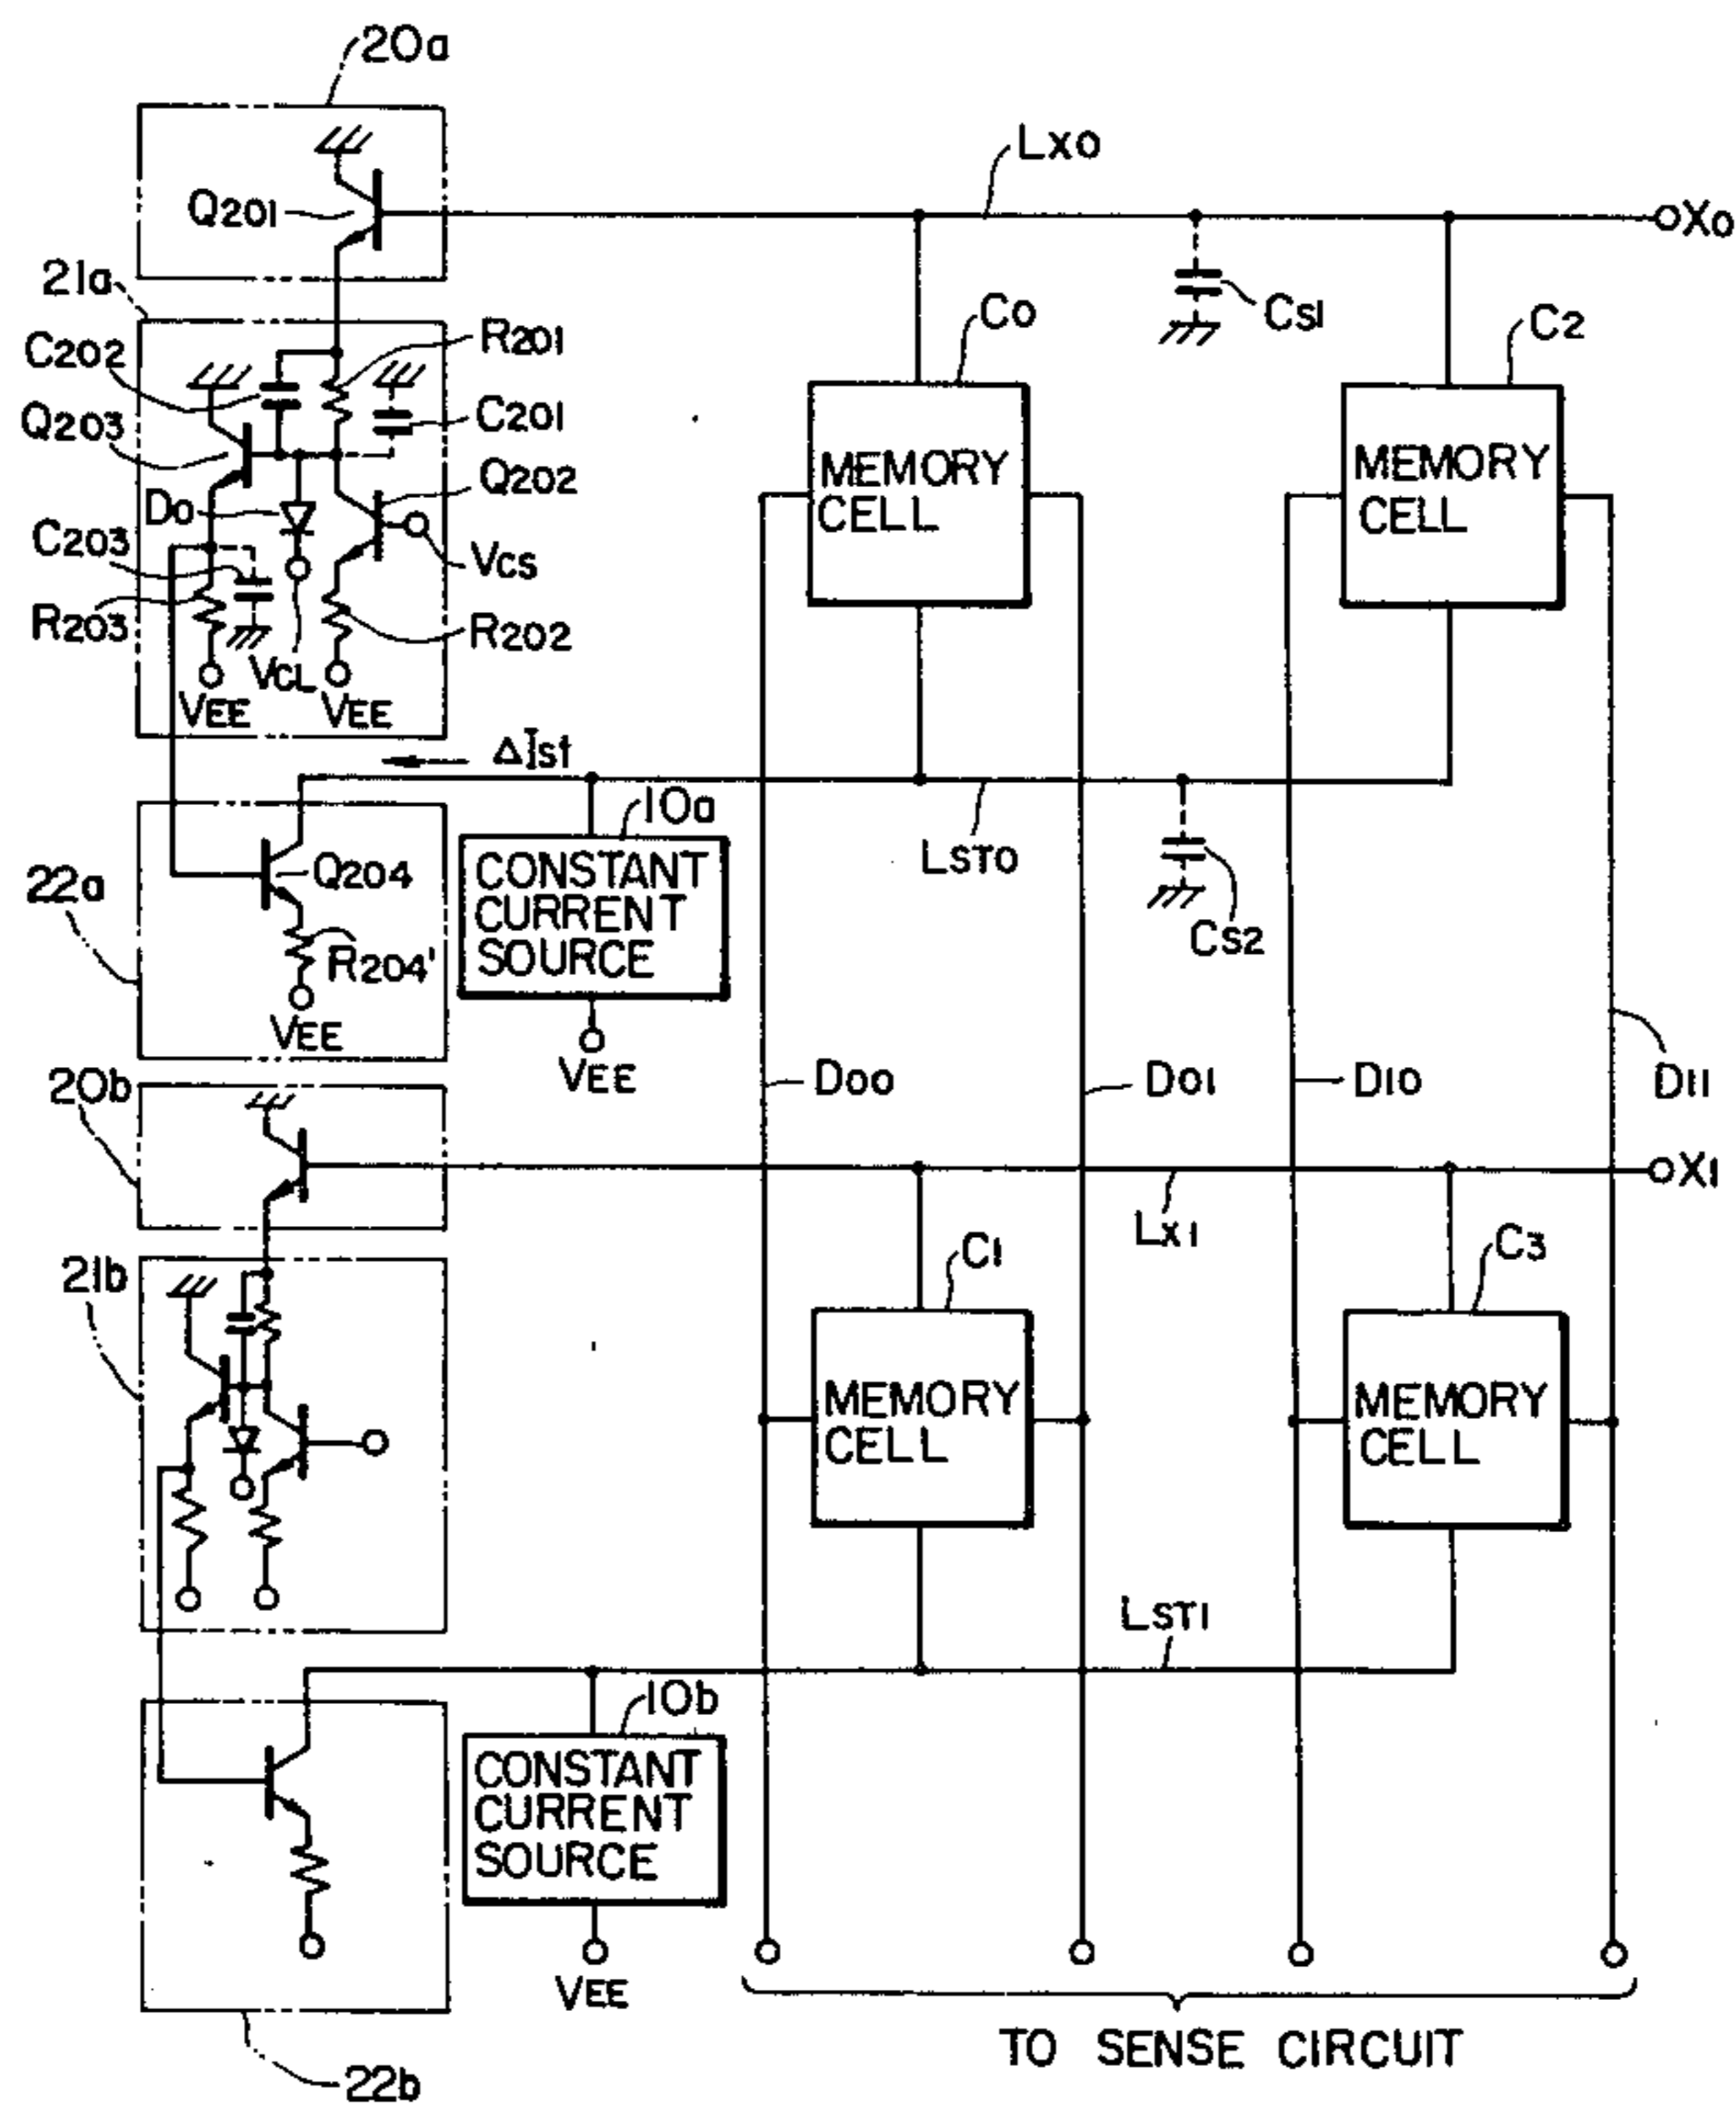 20a
LX0
Q201
X0
21a
CS1
C0
C2
R201
C202
C201
Q203
Q202
MEMORY
CELL
MEMORY
CELL
D0
C203
VCS
R203
R202
VCL
VEE
VEE
ΔIst
10a
LST0
CONSTANT
CURRENT
SOURCE
Q204
22a
R204'
CS2
VEE
VEE
20b
D00
D01
D10
D11
X1
LX1
21b
C1
C3
MEMORY
CELL
MEMORY
CELL
LST1
10b
CONSTANT
CURRENT
SOURCE
VEE
TO SENSE CIRCUIT
22b